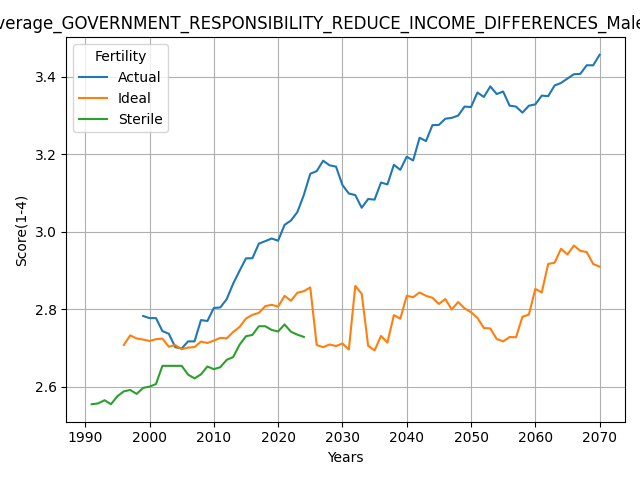 verage_GOVERNMENT_RESPONSIBILITY_REDUCE_INCOME_DIFFERENCES_Male
Fertility
Actual
Ideal
Sterile
Score(1-4)
3.4
3.2
3.0
2.8
2.6
1990 2000 2010 2020 2030 2040 2050 2060 2070
Years